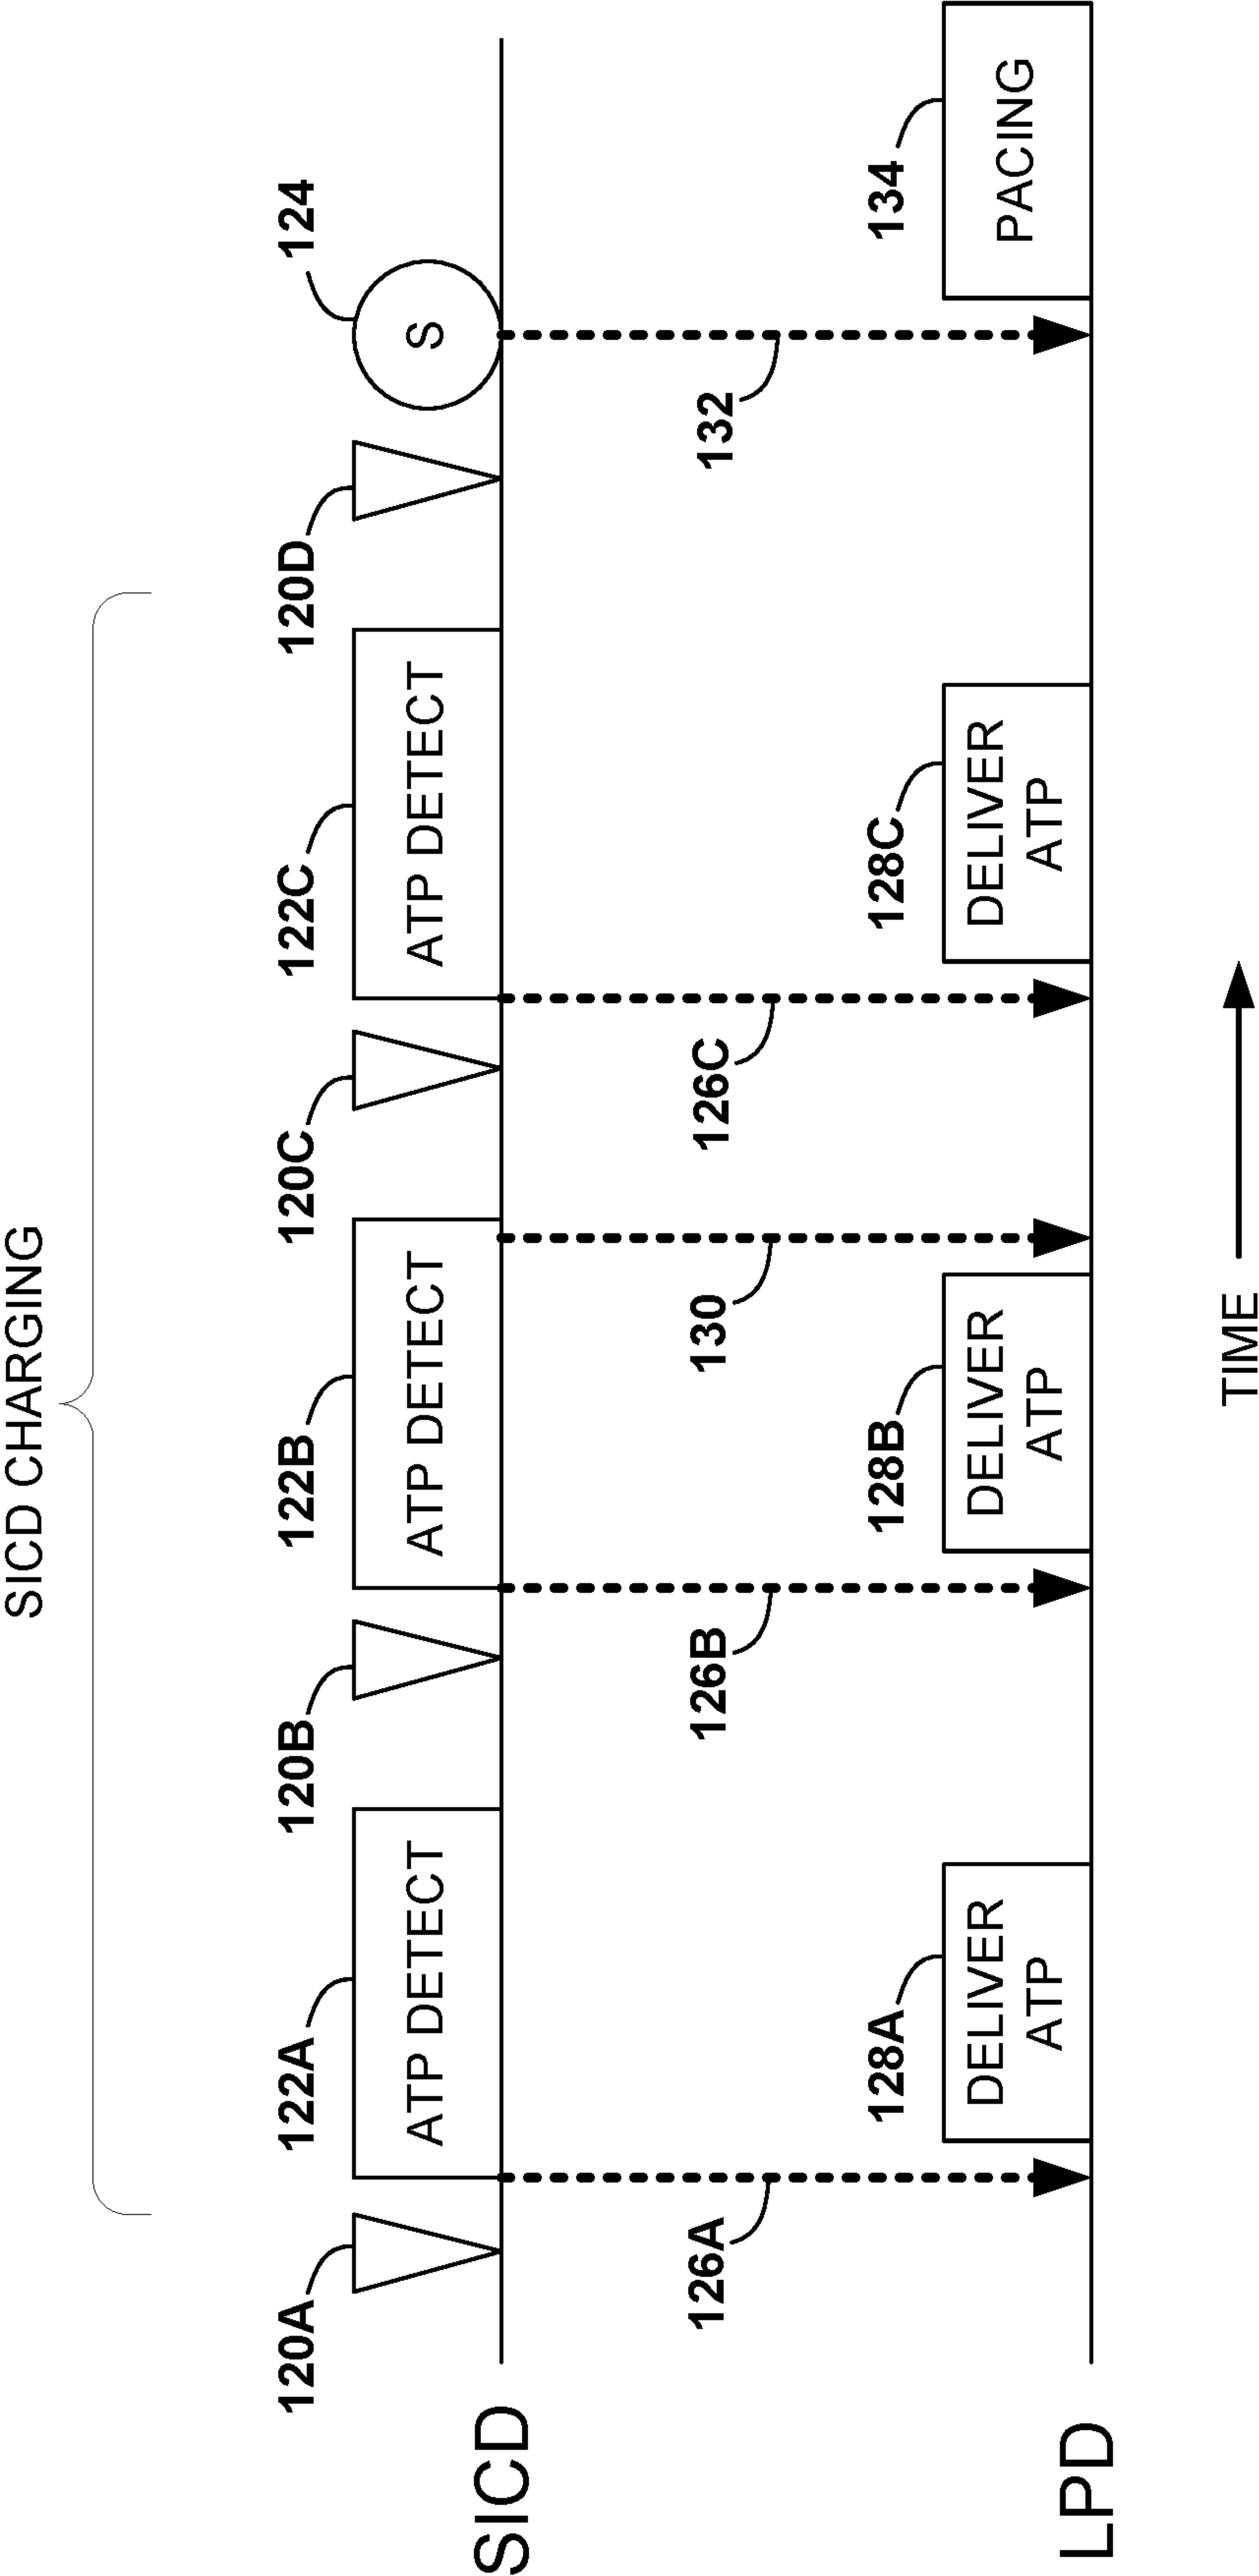 SICD CHARGING
120A
122A
120B
122B
120C
122C
120D
124
ATP DETECT
ATP DETECT
ATP DETECT
S
SICD
126A
126B
130
126C
132
128A
128B
128C
134
DELIVER
ATP
DELIVER
ATP
DELIVER
ATP
PACING
LPD
TIME